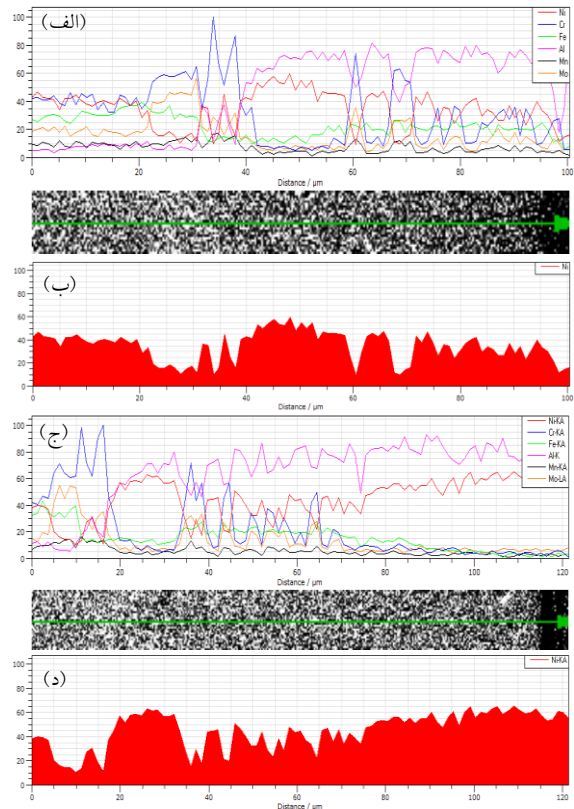 (الف)
Ni
Cr
Fe
Al
Mn
Mo
100
80
60
40
20
0
0 20 40 60 80 100
Distance / µm
(ب)
Ni
100
80
60
40
20
0
0 20 40 60 80 100
Distance / µm
(ج)
Ni-KA
Cr-KA
Fe-KA
Al-K
Mn-KA
Mo-LA
100
80
60
40
20
0
0 20 40 60 80 100 120
Distance / µm
(د)
Ni-KA
100
80
60
40
20
0
0 20 40 60 80 100 120
Distance / µm